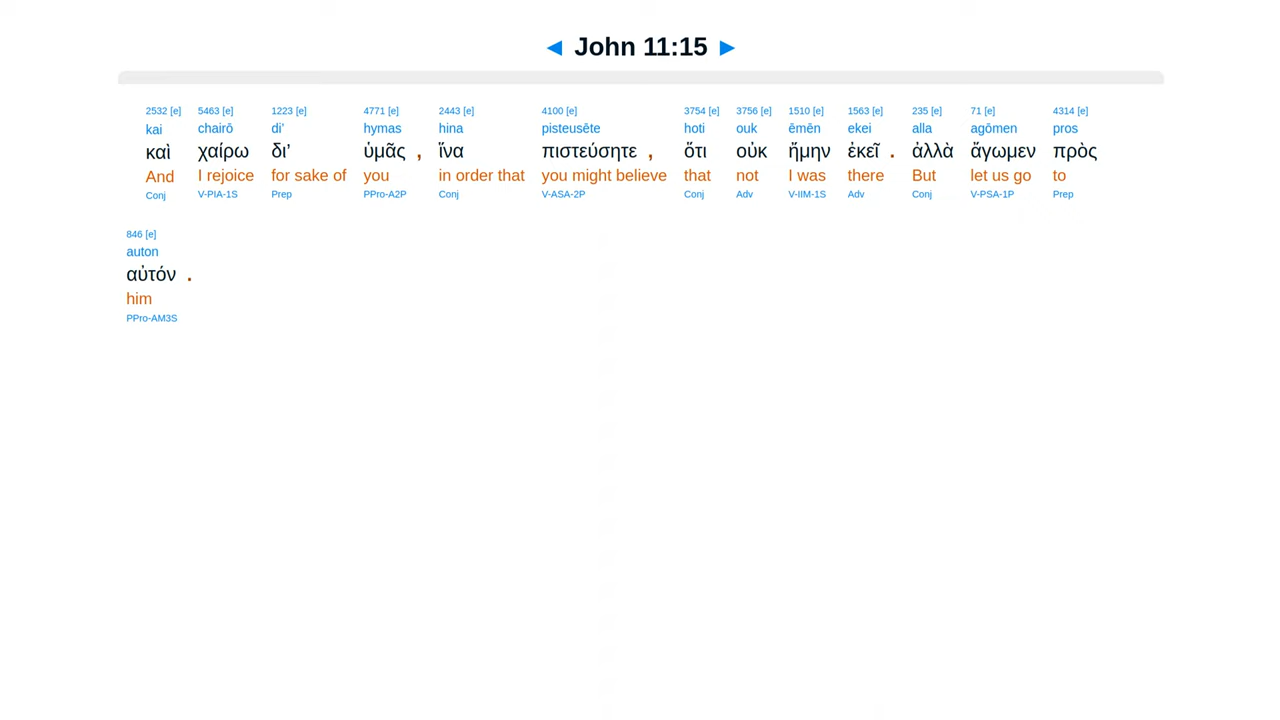 ◄ John 11:15 ►
2532 [e] 5463 [e] 1223 [e] 4771 [e] 2443 [e] 4100 [e] 3754 [e] 3756 [e] 1510 [e] 1563 [e] 235 [e] 71 [e] 4314 [e]
kai chairō di’ hymas hina pisteusēte hoti ouk ēmēn ekei alla agōmen pros
καὶ χαίρω δι’ ὑμᾶς , ἵνα πιστεύσητε , ὅτι οὐκ ἤμην ἐκεῖ . ἀλλὰ ἄγωμεν πρὸς
And I rejoice for sake of you in order that you might believe that not I was there But let us go to
Conj V-PIA-1S Prep PPro-A2P Conj V-ASA-2P Conj Adv V-IIM-1S Adv Conj V-PSA-1P Prep
846 [e]
auton
αὐτόν .
him
PPro-AM3S